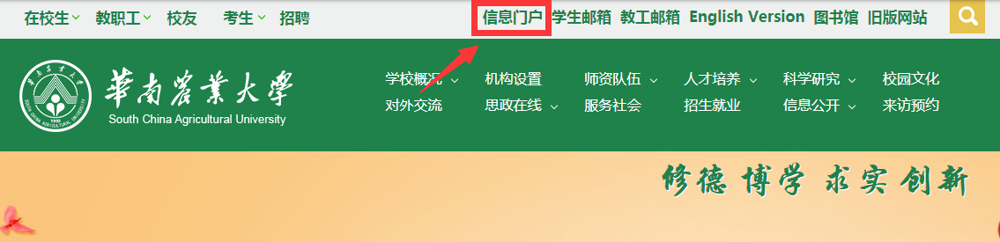 在校生 教职工 校友 考生 招聘 信息门户 学生邮箱 教工邮箱 English Version 图书馆 旧版网站
華南農業大學
South China Agricultural University
1909
学校概况 机构设置 师资队伍 人才培养 科学研究 校园文化
对外交流 思政在线 服务社会 招生就业 信息公开 来访预约
修德 博学 求实 创新